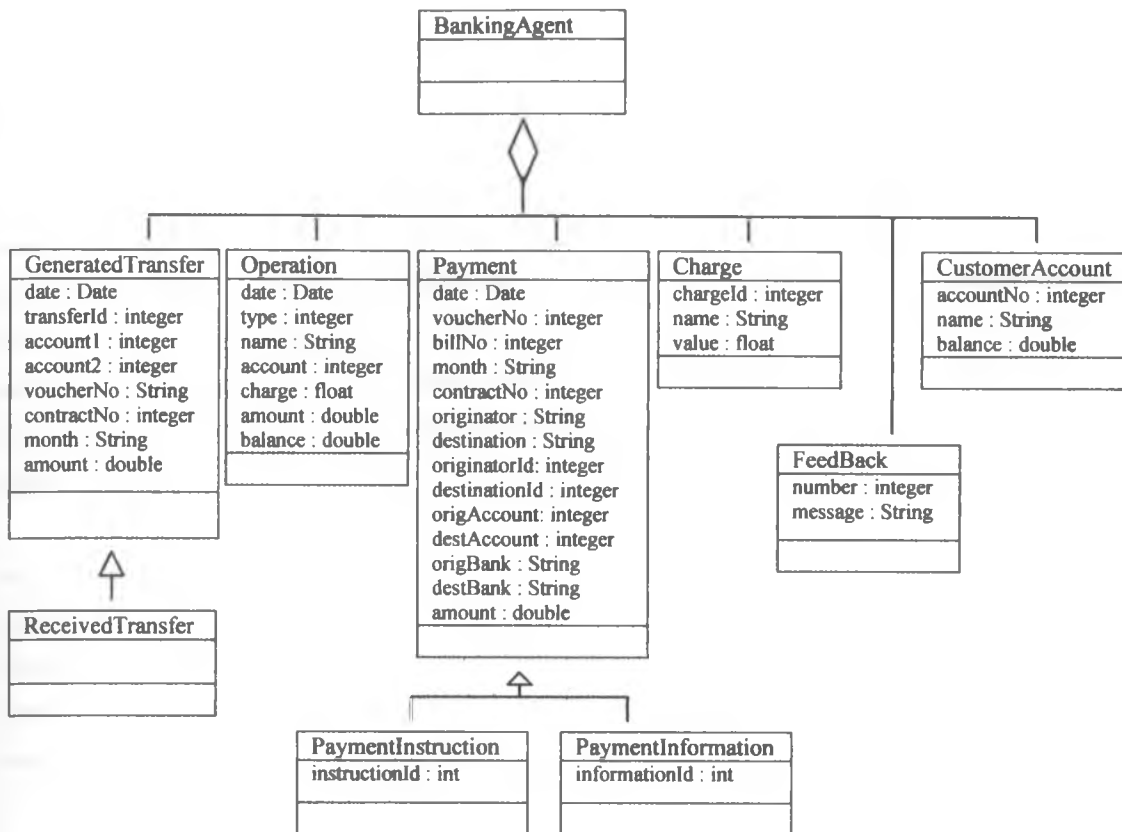 BankingAgent
GeneratedTransfer
date : Date
transferId : integer
account1 : integer
account2 : integer
voucherNo : String
contractNo : integer
month : String
amount : double
Operation
date : Date
type : integer
name : String
account : integer
charge : float
amount : double
balance : double
Payment
date : Date
voucherNo : integer
billNo : integer
month : String
contractNo : integer
originator : String
destination : String
originatorId: integer
destinationId : integer
origAccount: integer
destAccount : integer
origBank : String
destBank : String
amount : double
Charge
chargeId : integer
name : String
value : float
CustomerAccount
accountNo : integer
name : String
balance : double
FeedBack
number : integer
message : String
ReceivedTransfer
PaymentInstruction
instructionId : int
PaymentInformation
informationId : int